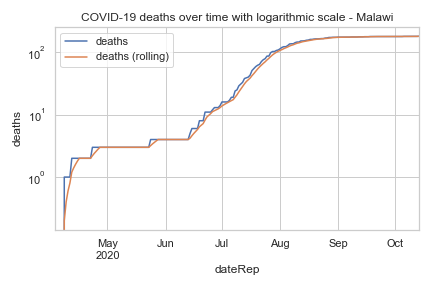 COVID-19 deaths over time with logarithmic scale - Malawi
deaths
deaths (rolling)
10²
10¹
10⁰
deaths
May
2020
Jun
Jul
Aug
Sep
Oct
dateRep